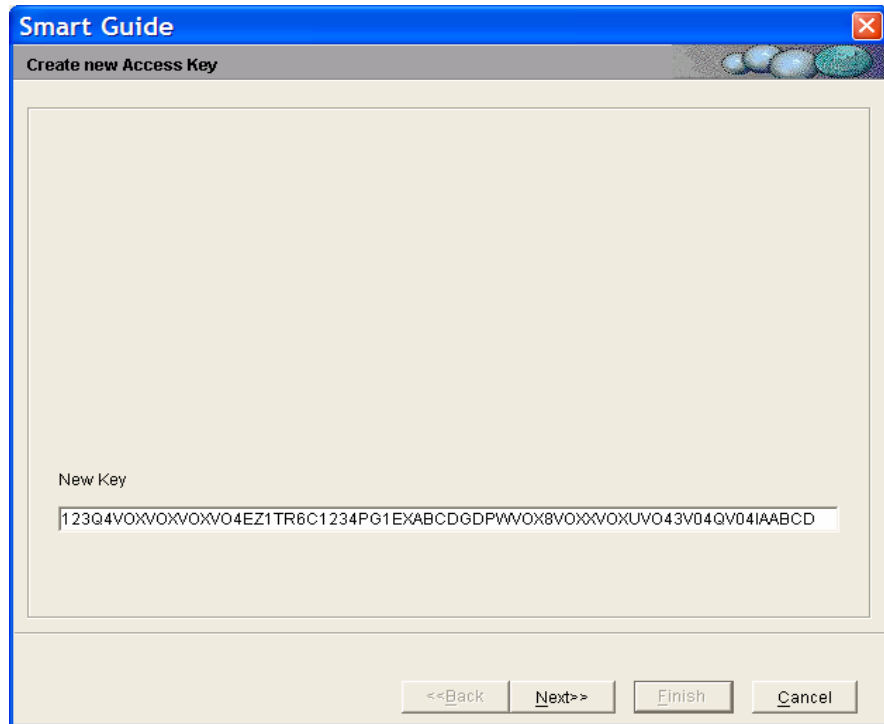 Smart Guide
Create new Access Key
New Key
123Q4VOXVOXVOXVO4EZ1TR6C1234PG1EXABCDGDPWVOX8VOXXVOXUVO43V04QV04IAABCD
<<Back Next>> Finish Cancel